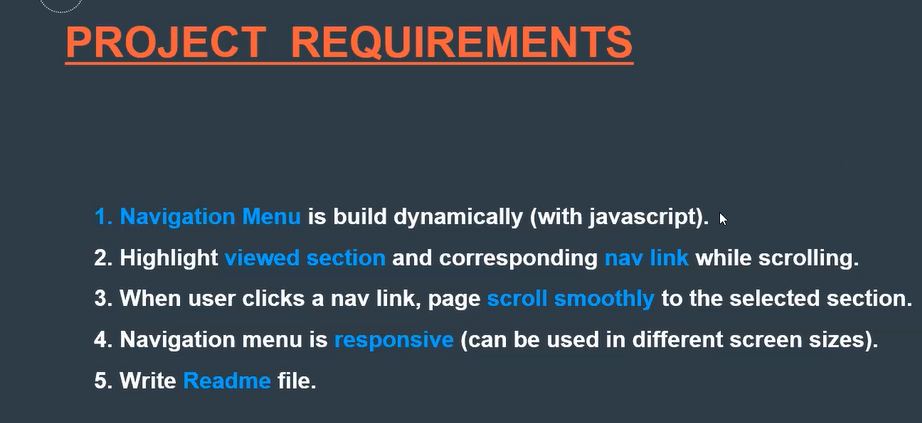 PROJECT REQUIREMENTS
1. Navigation Menu is build dynamically (with javascript).
2. Highlight viewed section and corresponding nav link while scrolling.
3. When user clicks a nav link, page scroll smoothly to the selected section.
4. Navigation menu is responsive (can be used in different screen sizes).
5. Write Readme file.